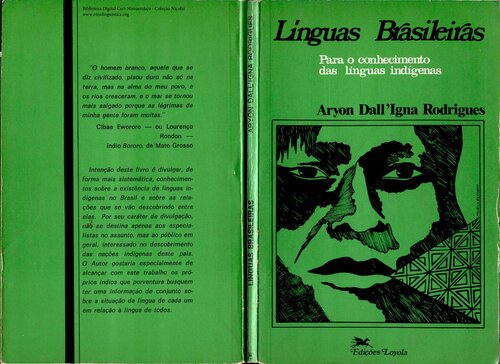 Biblioteca Digital Curt Nimuendajú - Coleção Nicolai
www.etnolinguistica.org
"O homem branco, aquele que se
diz civilizado, pisou duro não só na
terra, mas na alma do meu povo, e
os rios cresceram, e o mar se tornou
mais salgado porque as lágrimas de
minha gente foram muitas."
Cibae Ewororo — ou Lourenço
Rondon —
índio Bororo, de Mato Grosso
Intenção deste livro é divulgar, de
forma mais sistemática, conhecimen-
tos sobre a existência de línguas in-
dígenas no Brasil e sobre as rela-
ções que se vão descobrindo entre
elas. Por seu caráter de divulgação,
não se destina apenas aos especia-
listas no assunto, mas ao público em
geral, interessado no descobrimento
das nações indígenas deste país.
O Autor gostaria especialmente de
alcançar com este trabalho os pró-
prios índios que porventura busquem
ter uma informação de conjunto so-
bre a situação da língua de cada um
em relação à língua de todos.
LÍNGUAS BRASILEIRAS
ARYON DALL'IGNA RODRIGUES
Línguas Brasileiras
Para o conhecimento
das línguas indígenas
Aryon Dall'Igna Rodrigues
Edições Loyola